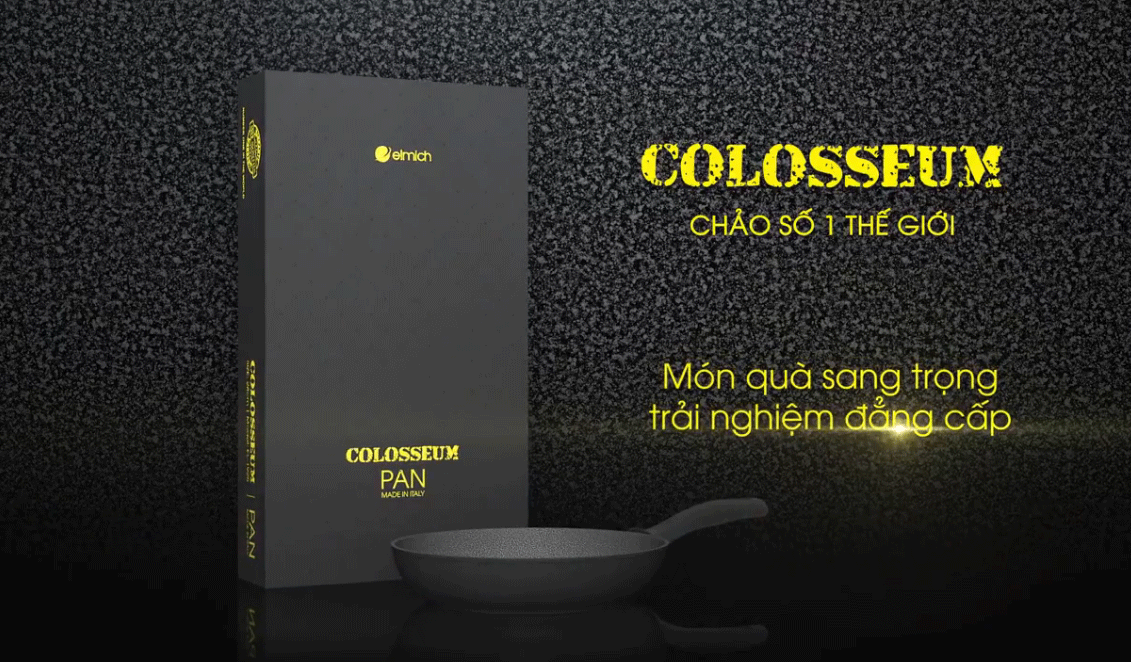 elmich
COLOSSEUM
PAN
MADE IN ITALY
COLOSSEUM
PAN
COLOSSEUM
CHẢO SỐ 1 THẾ GIỚI
Món quà sang trọng
trải nghiệm đẳng cấp